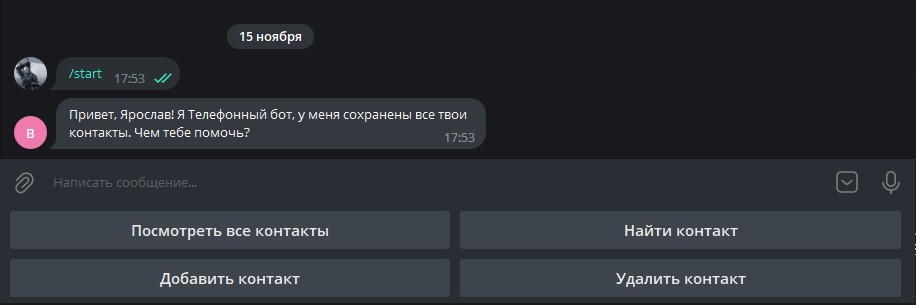 15 ноября
/start 17:53
Привет, Ярослав! Я Телефонный бот, у меня сохранены все твои
контакты. Чем тебе помочь?
17:53
В
Написать сообщение...
Посмотреть все контакты
Найти контакт
Добавить контакт
Удалить контакт